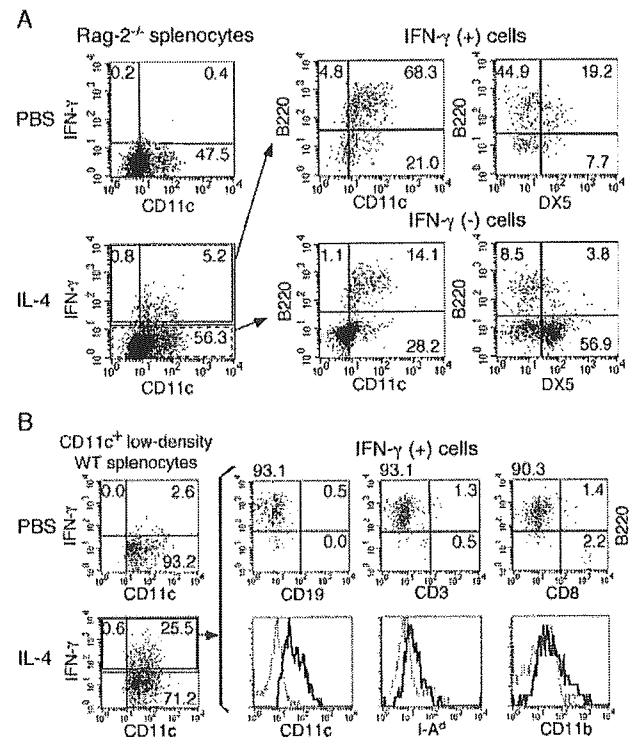 A
Rag-2-/- splenocytes
IFN-γ (+) cells
PBS
IFN-γ
0.2 0.4
47.5
CD11c
B220
4.8 68.3
21.0
CD11c
B220
44.9 19.2
7.7
DX5
IFN-γ (-) cells
IL-4
IFN-γ
0.8 5.2
56.3
CD11c
B220
1.1 14.1
28.2
CD11c
B220
8.5 3.8
56.9
DX5
B
CD11c+ low-density
WT splenocytes
IFN-γ (+) cells
PBS
IFN-γ
0.0 2.6
93.2
CD11c
93.1
0.5
0.0
CD19
93.1
1.3
0.5
CD3
90.3
1.4
2.2
CD8
B220
IL-4
IFN-γ
0.6 25.5
71.2
CD11c
CD11c
I-Ad
CD11b